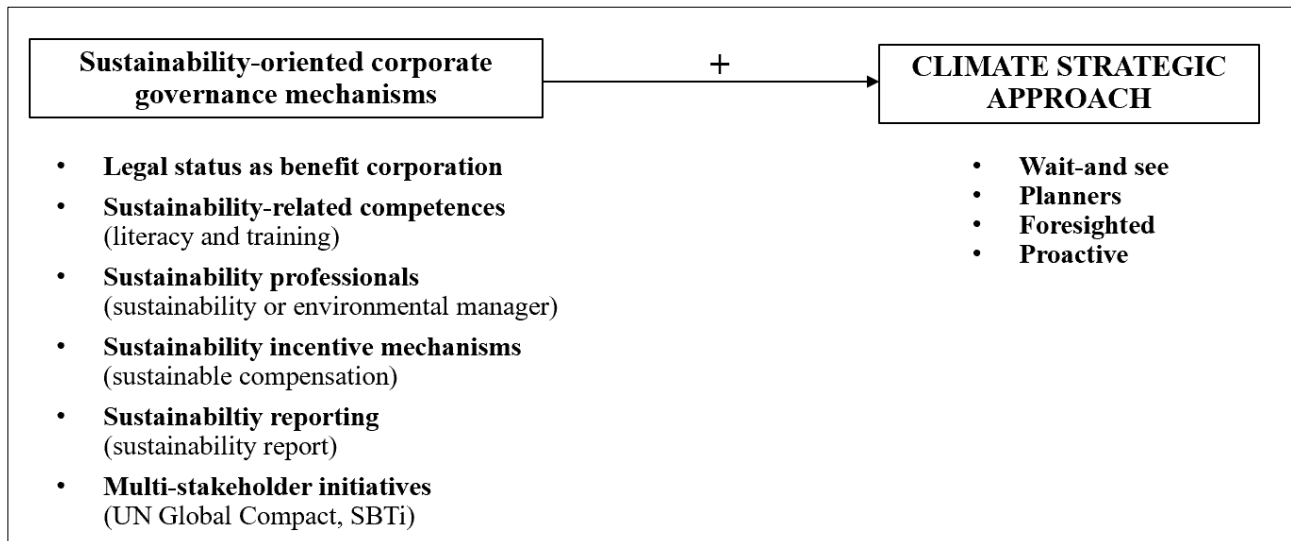 Sustainability-oriented corporate
governance mechanisms
+
CLIMATE STRATEGIC
APPROACH
• Legal status as benefit corporation
• Sustainability-related competences
(literacy and training)
• Sustainability professionals
(sustainability or environmental manager)
• Sustainability incentive mechanisms
(sustainable compensation)
• Sustainabiltiy reporting
(sustainability report)
• Multi-stakeholder initiatives
(UN Global Compact, SBTi)
• Wait-and see
• Planners
• Foresighted
• Proactive